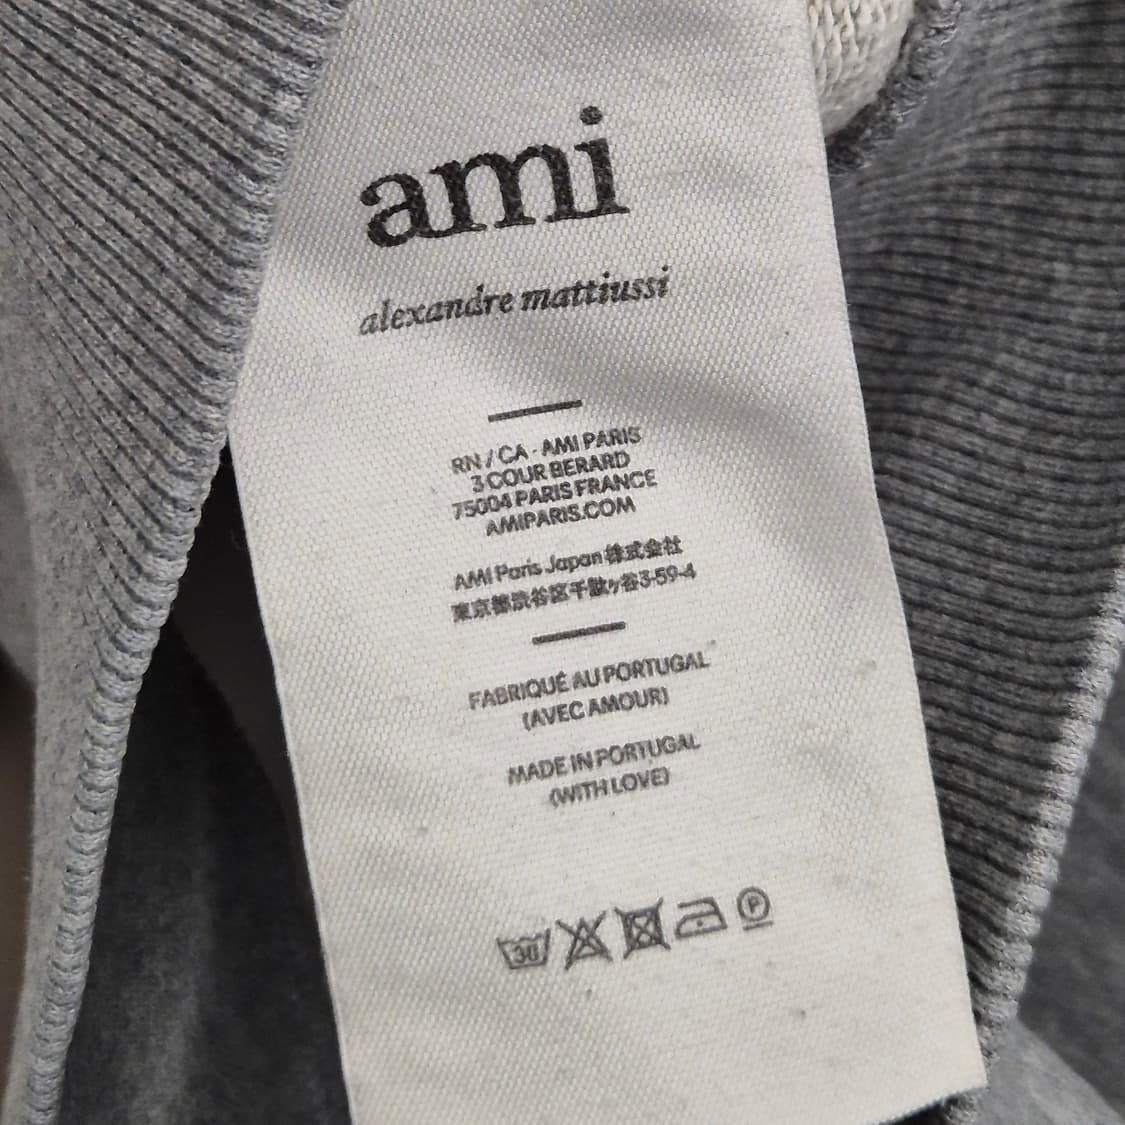 ami
alexandre mattiussi
RN / CA - AMI PARIS
3 COUR BERARD
75004 PARIS FRANCE
AMIPARIS.COM
AMI Paris Japan 株式会社
東京都渋谷区千駄ヶ谷3-59-4
FABRIQUÉ AU PORTUGAL
(AVEC AMOUR)
MADE IN PORTUGAL
(WITH LOVE)
30 P